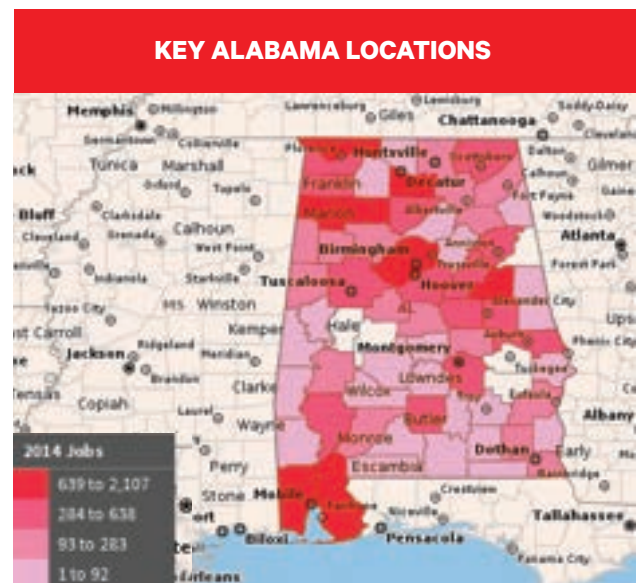 KEY ALABAMA LOCATIONS
Memphis Millington Lawrenceburg Giles Lewisburg Soddy-Daisy
Chattanooga Cleveland
Germantown Collierville
Tunica Marshall Florence Huntsville Scottsboro Dalton Gilmer
Oxford Tupelo Franklin Decatur Calhoun
Fort Payne
Bluff Clarksdale Marion Albertville Woodstock
Cleveland Grenada Calhoun Atlanta
West Point Birmingham Anniston
Indianola Starkville Trussville Forest Park
Tuscaloosa Hoover
Yazoo City MS Winston AL Alexander City
Carroll Kemper Hale Auburn
Ridgeland Montgomery Phenix City
Jackson Meridian Tuskegee
Brandon Clarke Lowndes
Copiah Wilcox Troy Eufaula
Laurel Butler Albany
Wayne Monroe
Dothan Early
2014 Jobs Perry Escambia Bainbridge
639 to 2,107 Stone Mobile Crestview
284 to 638 Fairhope Niceville Tallahassee
93 to 283 Biloxi Pensacola
1 to 92 Panama City